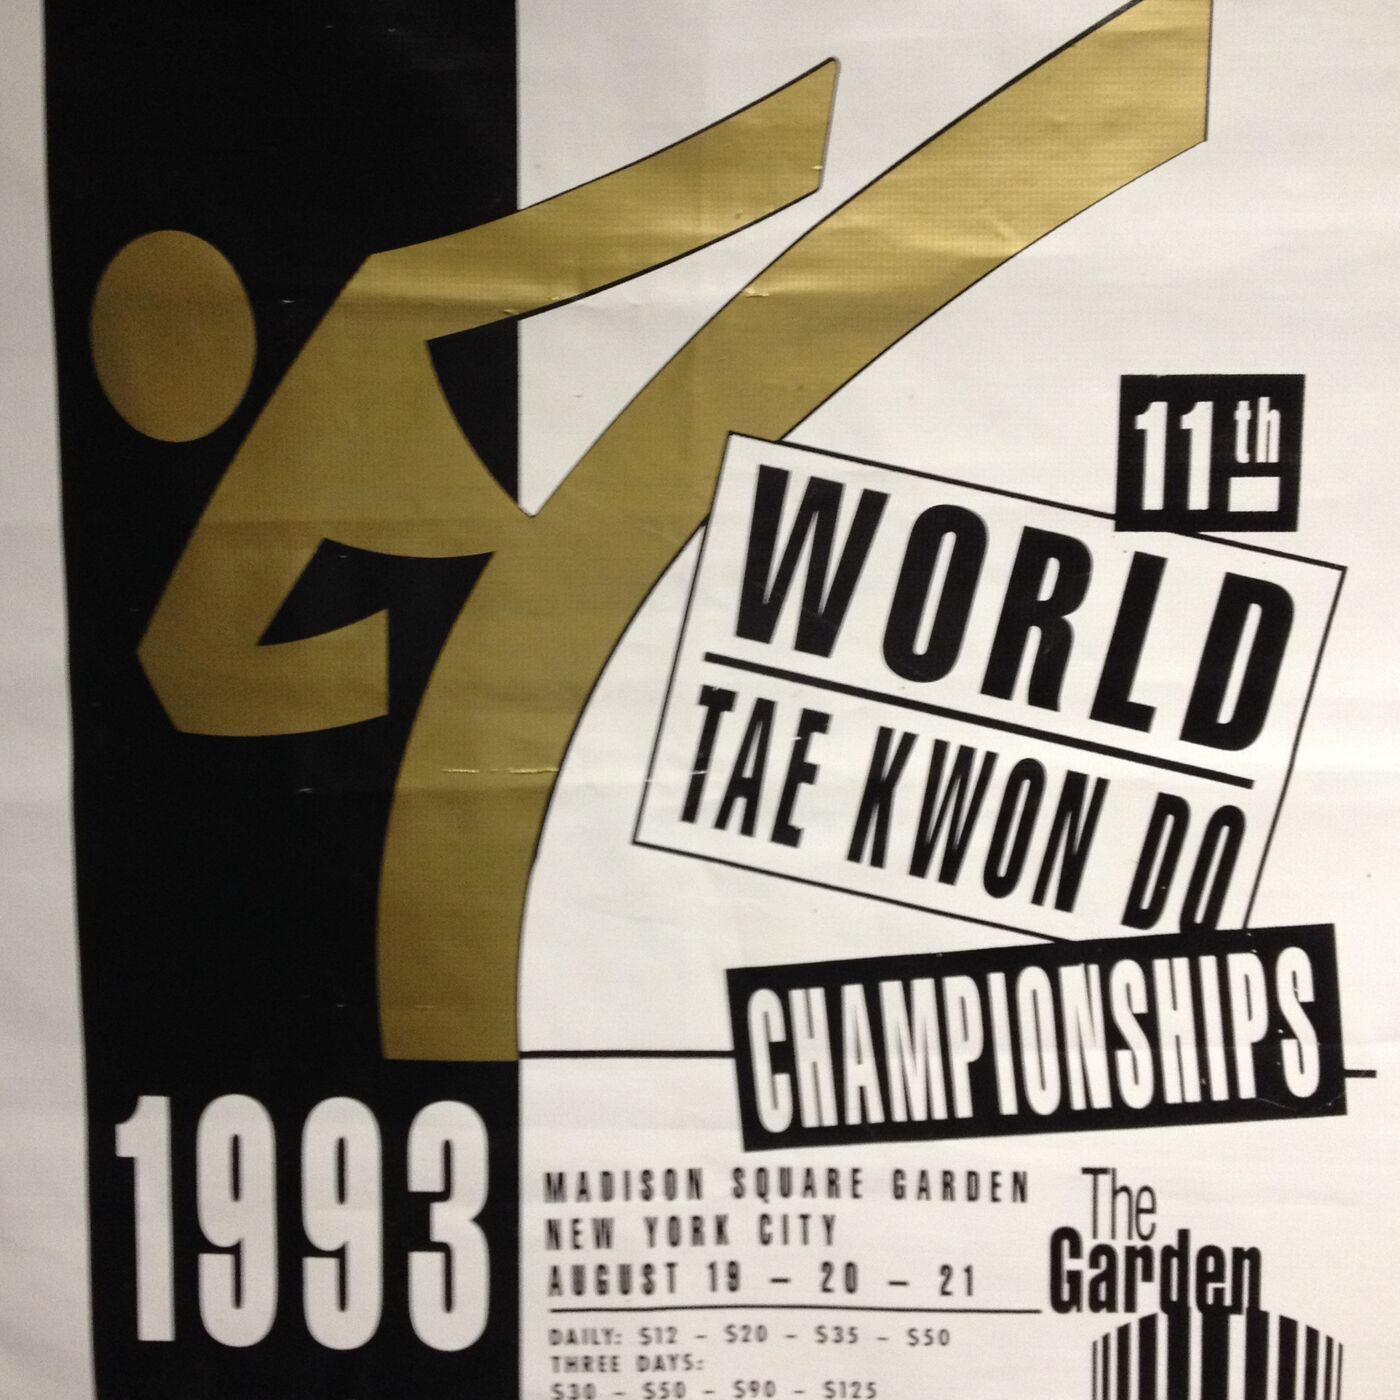 11th
WORLD
TAE KWON DO
CHAMPIONSHIPS
1993
MADISON SQUARE GARDEN
NEW YORK CITY
AUGUST 19 – 20 – 21
DAILY: $12 – $20 – $35 – $50
THREE DAYS:
$30 – $50 – $90 – $125
The
Garden